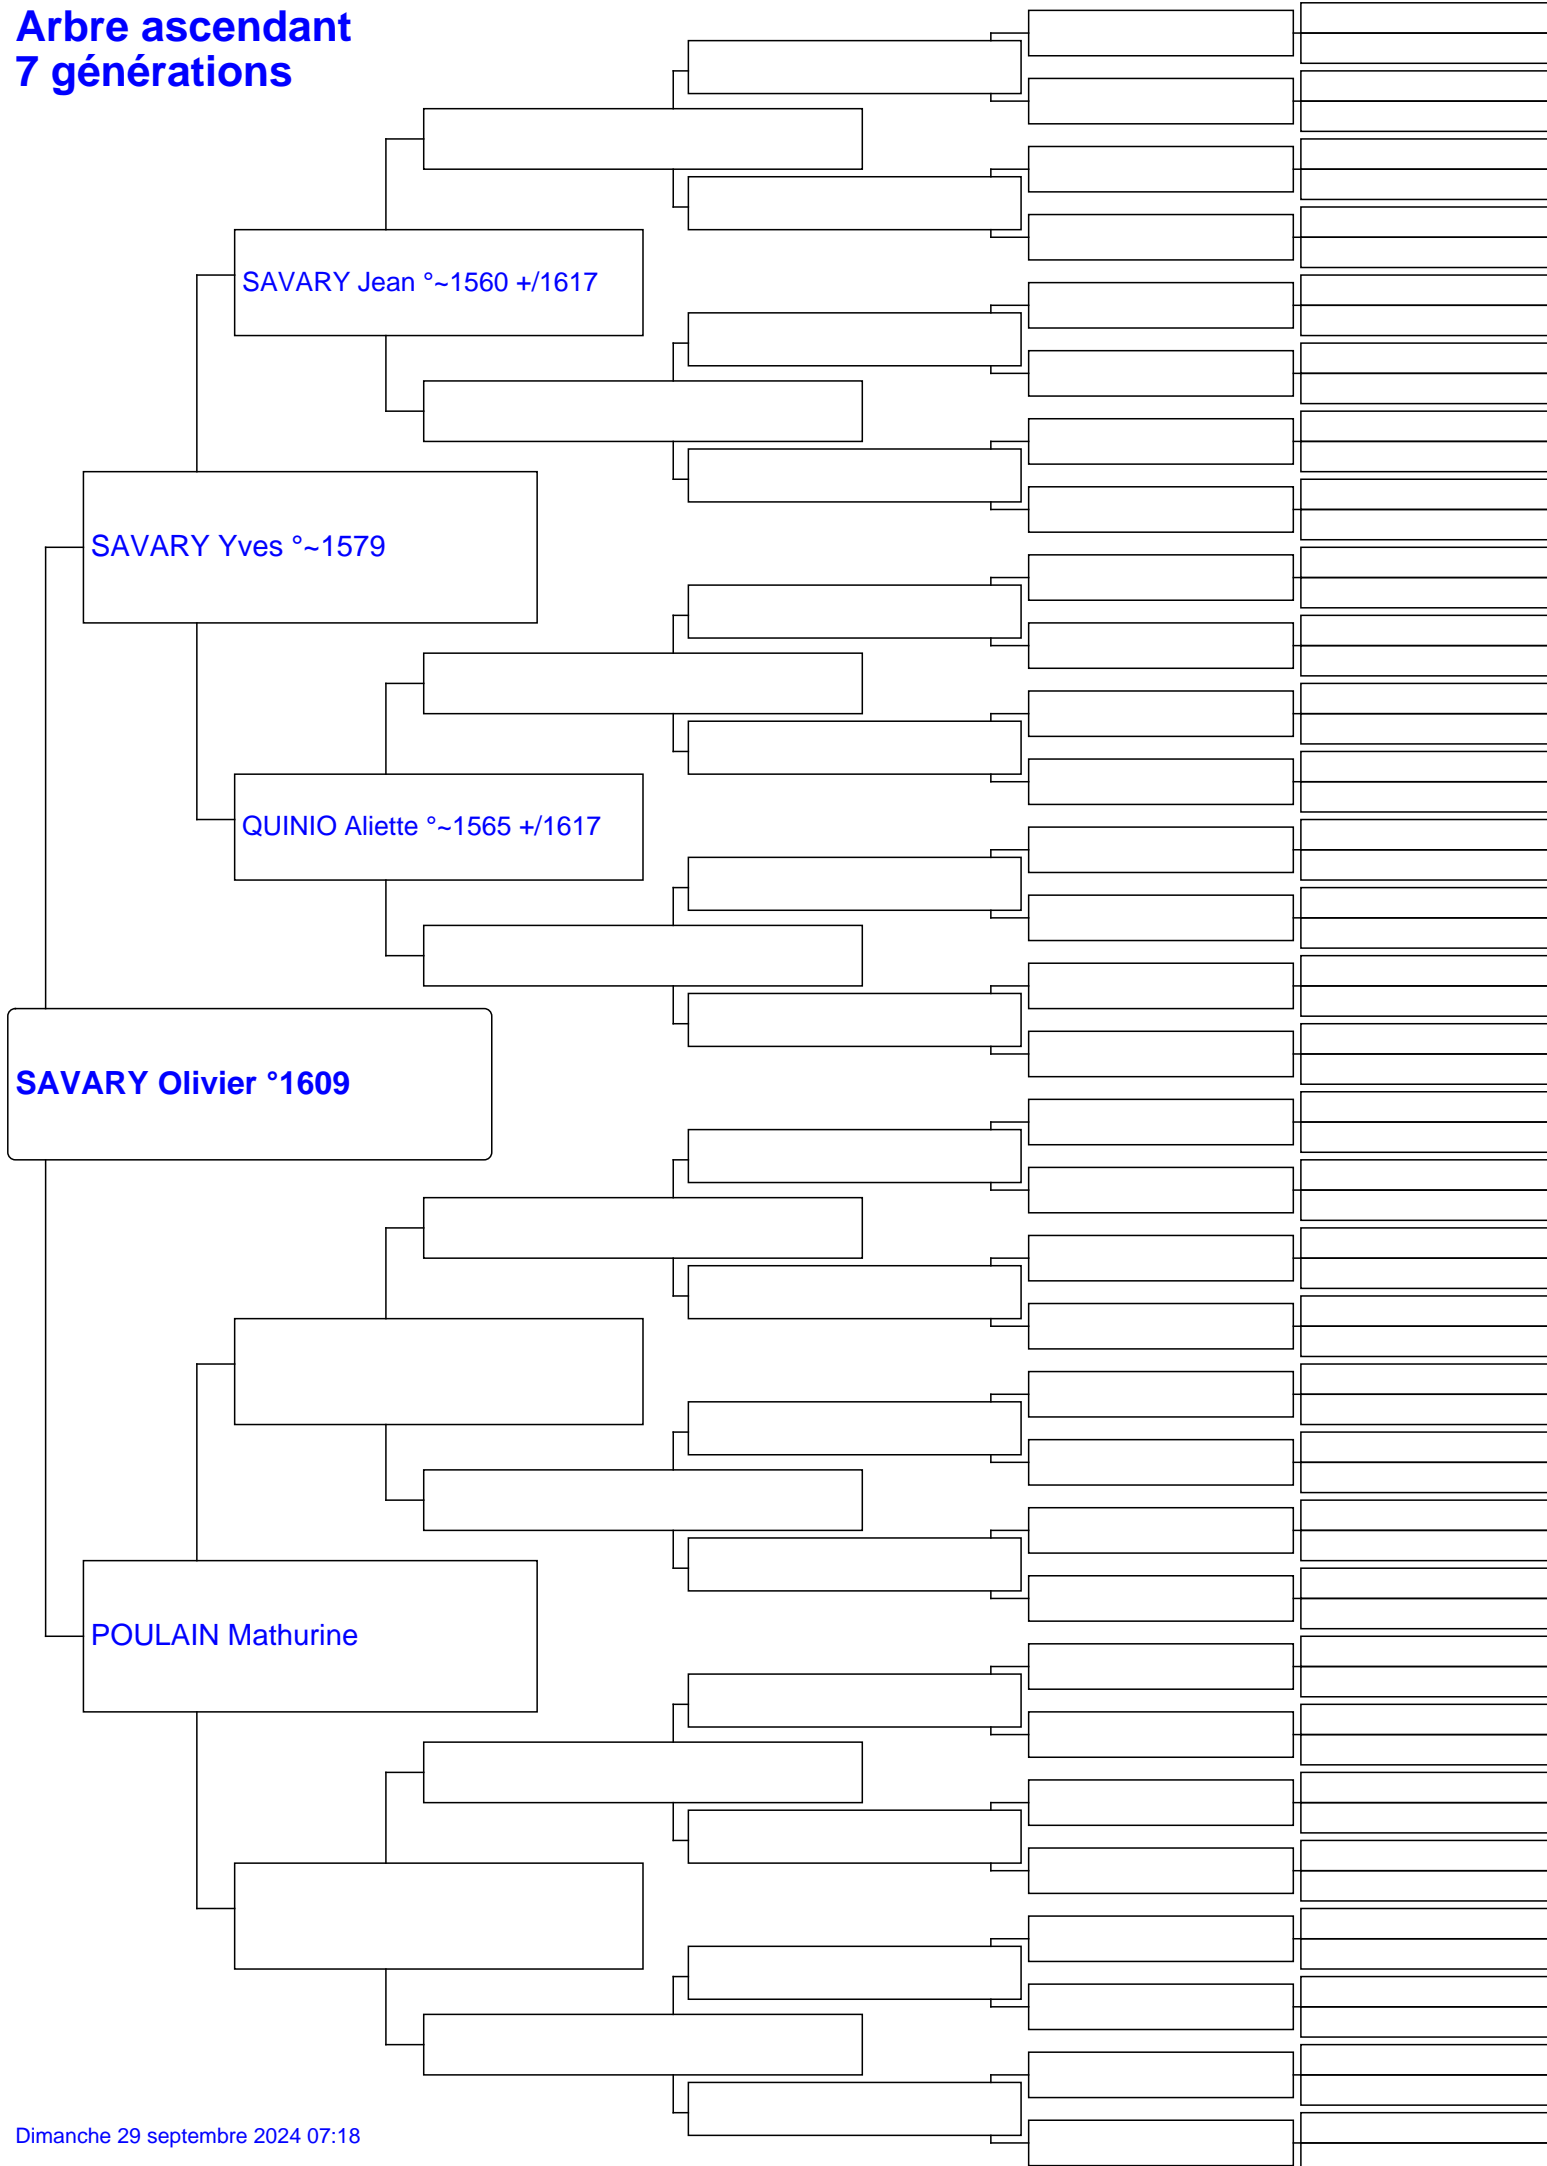 Arbre ascendant
7 générations
SAVARY Jean °~1560 +/1617
SAVARY Yves °~1579
QUINIO Aliette °~1565 +/1617
SAVARY Olivier °1609
POULAIN Mathurine
Dimanche 29 septembre 2024 07:18